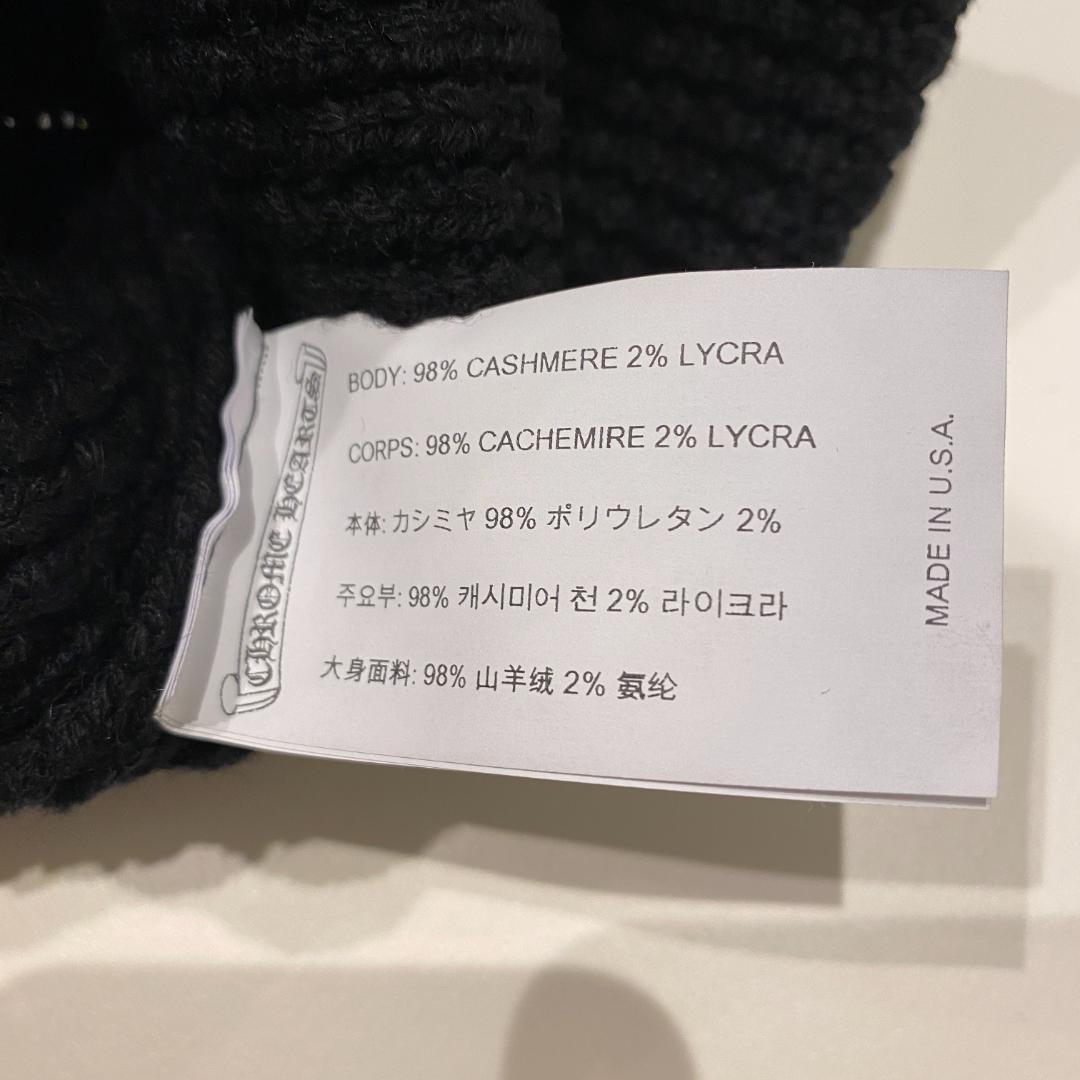 CHROME HEARTS
BODY: 98% CASHMERE 2% LYCRA
CORPS: 98% CACHEMIRE 2% LYCRA
本体: カシミヤ 98% ポリウレタン 2%
주요부: 98% 캐시미어 천 2% 라이크라
大身面料: 98% 山羊绒 2% 氨纶
MADE IN U.S.A.